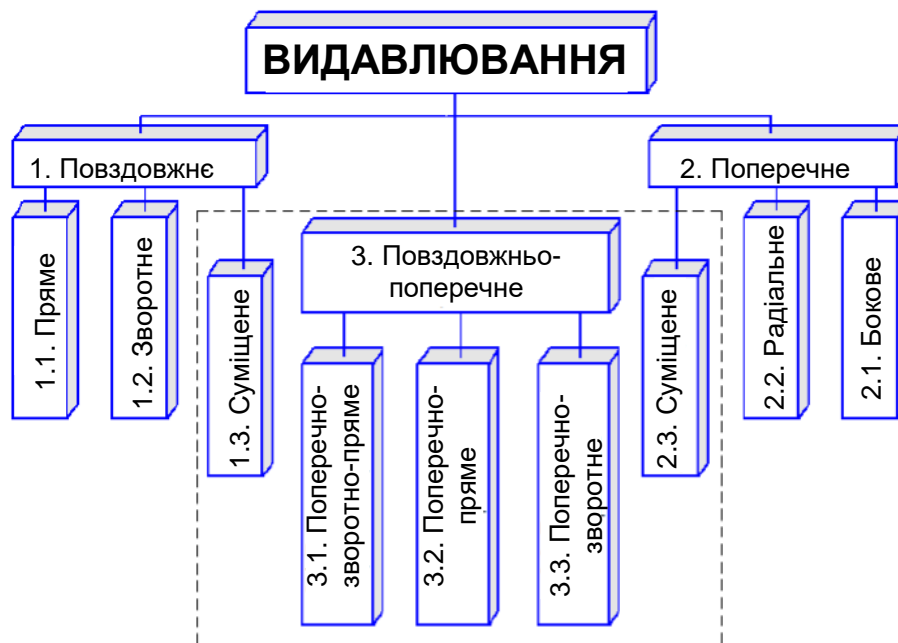 ВИДАВЛЮВАННЯ
1. Повздовжнє
2. Поперечне
3. Повздовжньо-
поперечне
1.1. Пряме
1.2. Зворотне
1.3. Суміщене
3.1. Поперечно-
зворотно-пряме
3.2. Поперечно-
пряме
3.3. Поперечно-
зворотне
2.3. Суміщене
2.2. Радіальне
2.1. Бокове